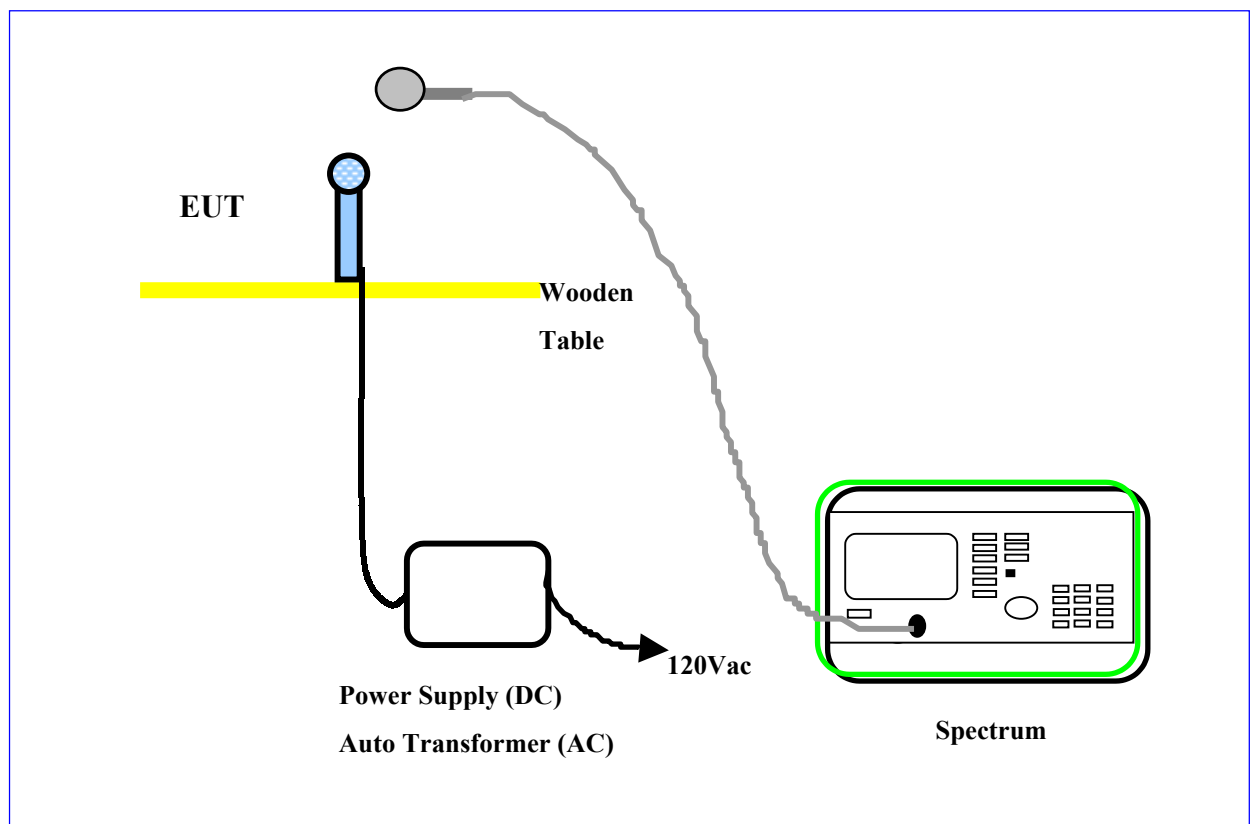 EUT
Wooden
Table
120Vac
Power Supply (DC)
Auto Transformer (AC)
Spectrum